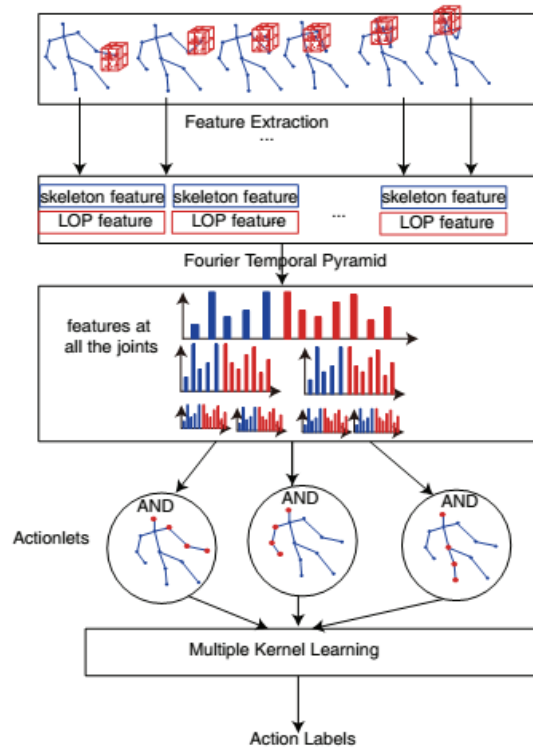 Feature Extraction
...
skeleton feature skeleton feature skeleton feature
LOP feature LOP feature ... LOP feature
Fourier Temporal Pyramid
features at
all the joints
AND AND AND
Actionlets
Multiple Kernel Learning
Action Labels